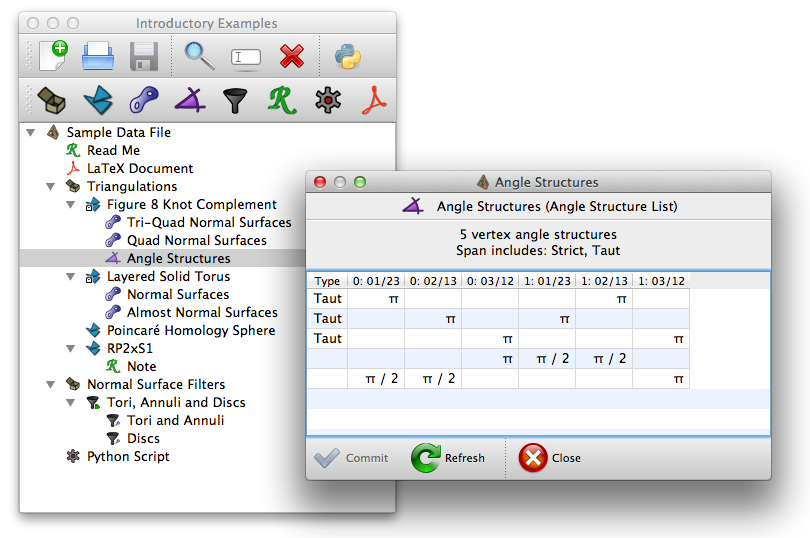 Introductory Examples
Sample Data File
Read Me
LaTeX Document
Triangulations
Figure 8 Knot Complement
Tri-Quad Normal Surfaces
Quad Normal Surfaces
Angle Structures
Layered Solid Torus
Normal Surfaces
Almost Normal Surfaces
Poincaré Homology Sphere
RP2xS1
Note
Normal Surface Filters
Tori, Annuli and Discs
Tori and Annuli
Discs
Python Script
Angle Structures
Angle Structures (Angle Structure List)
5 vertex angle structures
Span includes: Strict, Taut
Type 0: 01/23 0: 02/13 0: 03/12 1: 01/23 1: 02/13 1: 03/12
Taut π π
Taut π π
Taut π π
π π / 2 π / 2
π / 2 π / 2 π
Commit Refresh Close